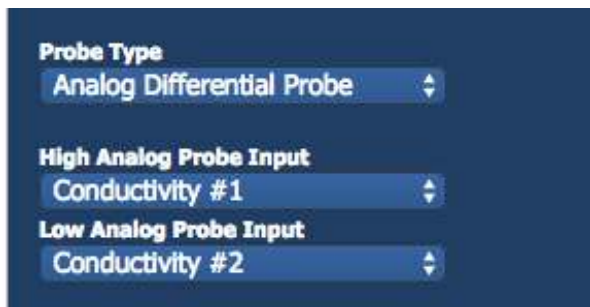 Probe Type
Analog Differential Probe
High Analog Probe Input
Conductivity #1
Low Analog Probe Input
Conductivity #2